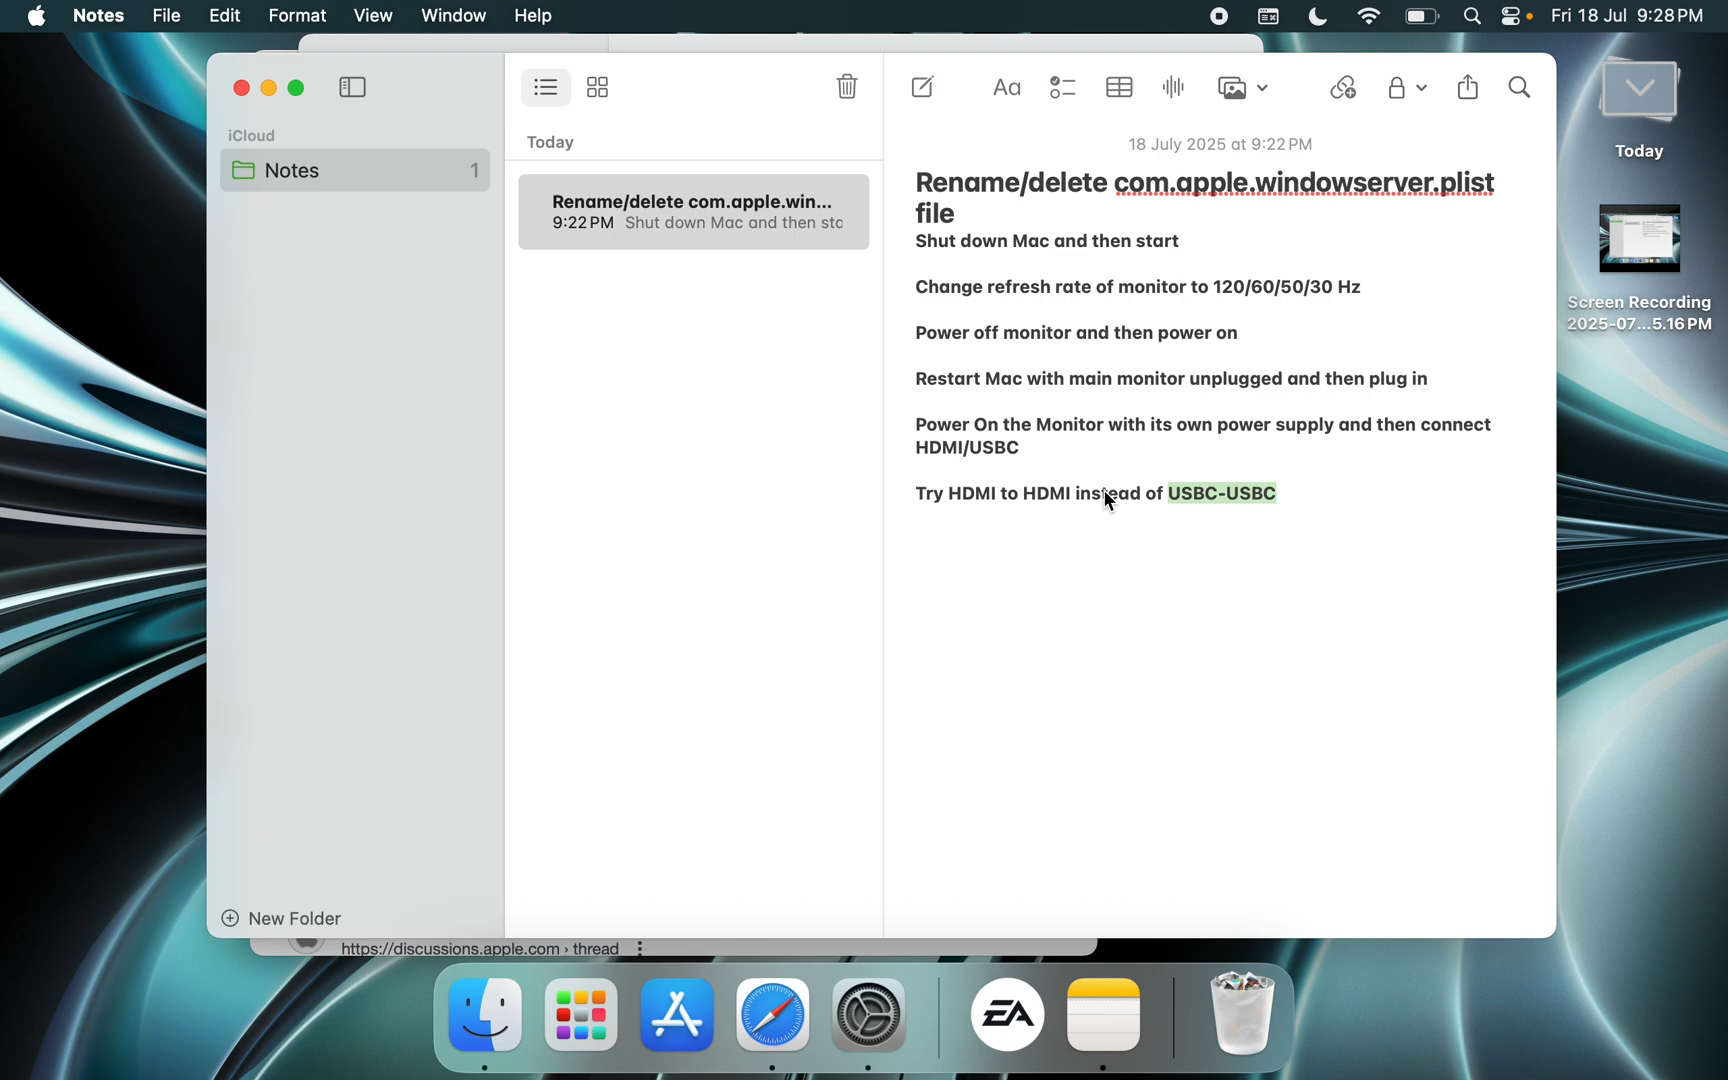 Notes File Edit Format View Window Help Fri 18 Jul 9:28 PM
iCloud
Notes 1
New Folder
Today
Rename/delete com.apple.win...
9:22 PM Shut down Mac and then sta
Aa
18 July 2025 at 9:22 PM
Rename/delete com.apple.windowserver.plist
file
Shut down Mac and then start
Change refresh rate of monitor to 120/60/50/30 Hz
Power off monitor and then power on
Restart Mac with main monitor unplugged and then plug in
Power On the Monitor with its own power supply and then connect
HDMI/USBC
Try HDMI to HDMI instead of USBC-USBC
Today
Screen Recording
2025-07...5.16 PM
https://discussions.apple.com › thread
EA